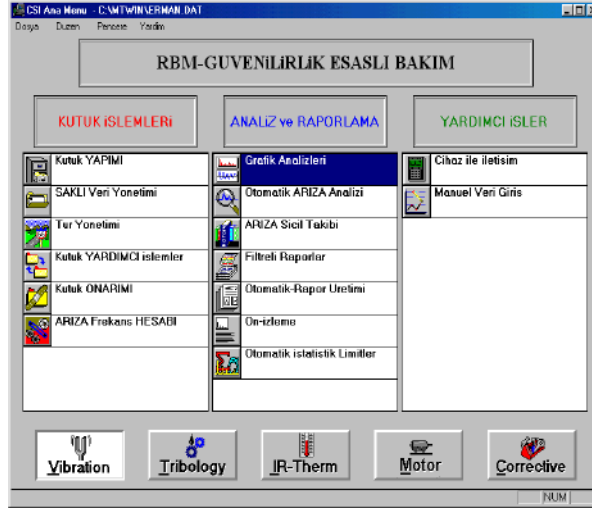 CSI Ana Menu - C:\MTWIN\ERMAN.DAT
Dosya Duzen Pencere Yardim
RBM-GUVENiLiRLiK ESASLI BAKIM
KUTUK iSLEMLERi
ANALiZ ve RAPORLAMA
YARDIMCI iSLER
Kutuk YAPIMI
SAKLI Veri Yonetimi
Tur Yonetimi
Kutuk YARDIMCI islemler
Kutuk ONARIMI
ARIZA Frekans HESABI
Grafik Analizleri
Otomatik ARIZA Analizi
ARIZA Sicil Takibi
Filtreli Raporlar
Otomatik-Rapor Uretimi
On-izleme
Otomatik istatistik Limitler
Cihaz ile iletisim
Manuel Veri Giris
Vibration
Tribology
IR-Therm
Motor
Corrective
NUM